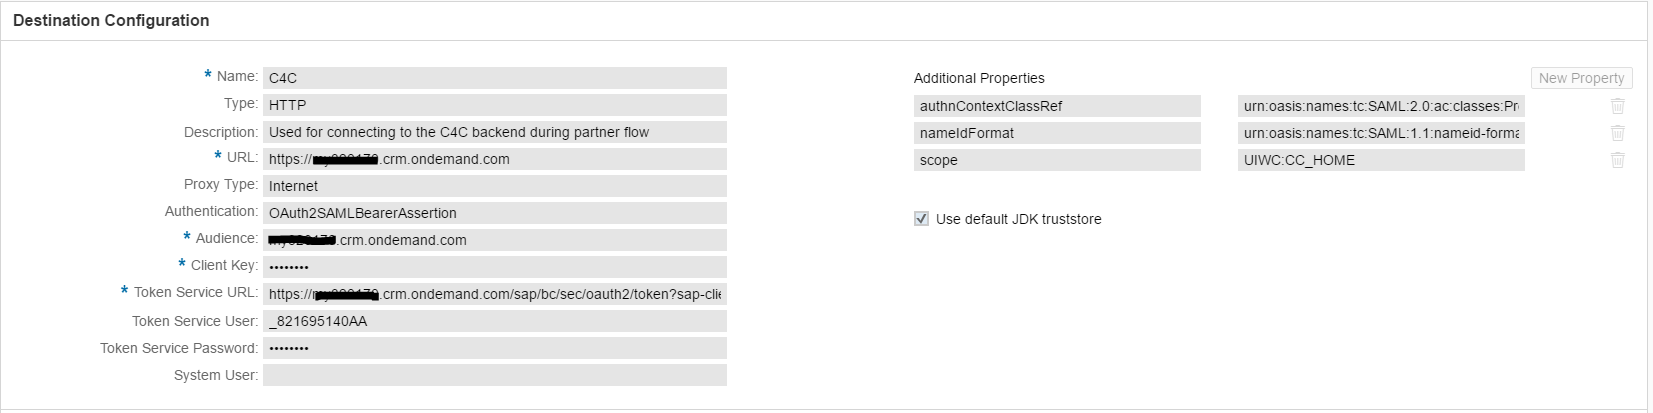 Destination Configuration
* Name: C4C
Type: HTTP
Description: Used for connecting to the C4C backend during partner flow
* URL: https://.crm.ondemand.com
Proxy Type: Internet
Authentication: OAuth2SAMLBearerAssertion
* Audience: .crm.ondemand.com
* Client Key: ••••••••
* Token Service URL: https://.crm.ondemand.com/sap/bc/sec/oauth2/token?sap-clie
Token Service User: _821695140AA
Token Service Password: ••••••••
System User:
Additional Properties New Property
authnContextClassRef urn:oasis:names:tc:SAML:2.0:ac:classes:Pr
nameIdFormat urn:oasis:names:tc:SAML:1.1:nameid-forma
scope UIWC:CC_HOME
Use default JDK truststore